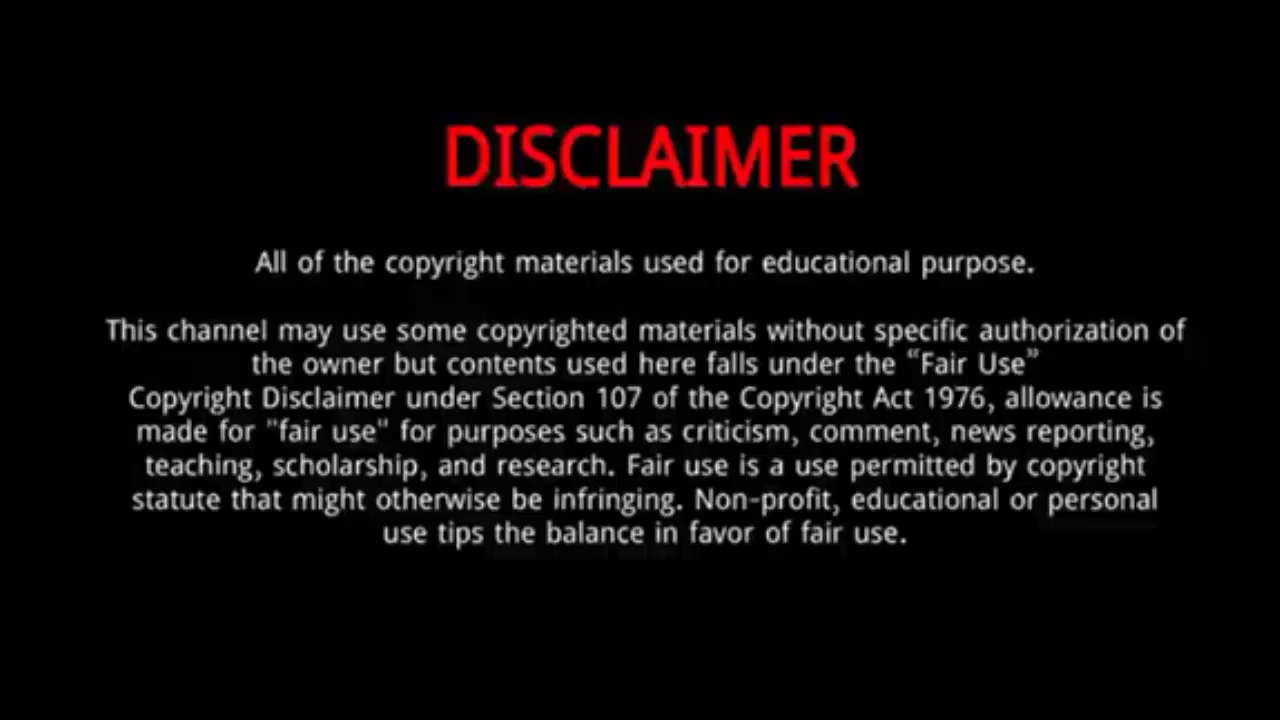 DISCLAIMER
All of the copyright materials used for educational purpose.
This channel may use some copyrighted materials without specific authorization of
the owner but contents used here falls under the “Fair Use”
Copyright Disclaimer under Section 107 of the Copyright Act 1976, allowance is
made for "fair use" for purposes such as criticism, comment, news reporting,
teaching, scholarship, and research. Fair use is a use permitted by copyright
statute that might otherwise be infringing. Non-profit, educational or personal
use tips the balance in favor of fair use.